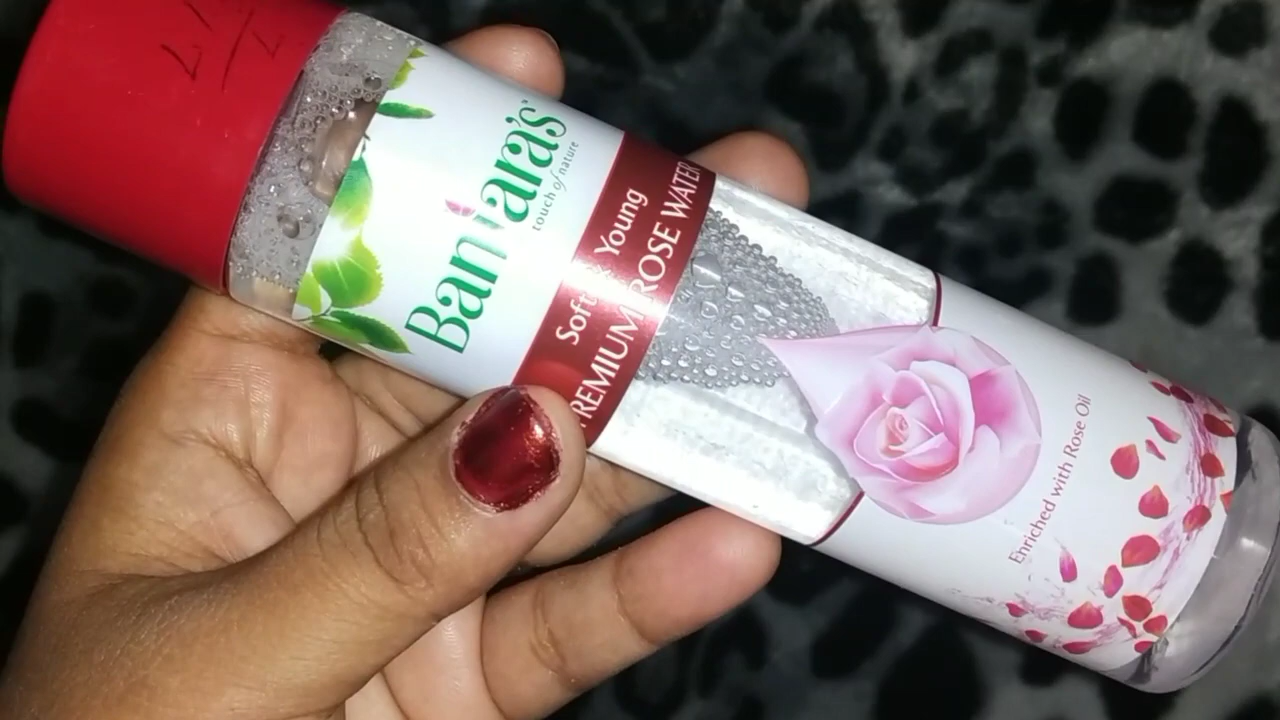 Banjara's
touch of nature
Soft & Young
PREMIUM ROSE WATER
Enriched with Rose Oil